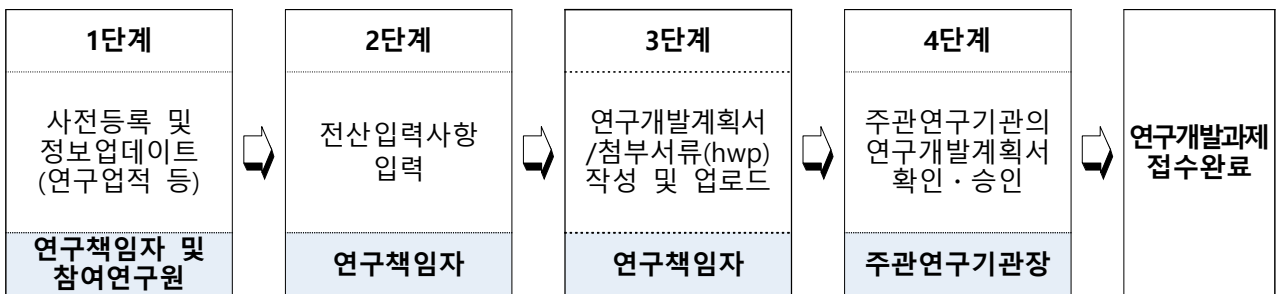 1단계
사전등록 및
정보업데이트
(연구업적 등)
연구책임자 및
참여연구원
2단계
전산입력사항
입력
연구책임자
3단계
연구개발계획서
/첨부서류(hwp)
작성 및 업로드
연구책임자
4단계
주관연구기관의
연구개발계획서
확인·승인
주관연구기관장
연구개발과제
접수완료